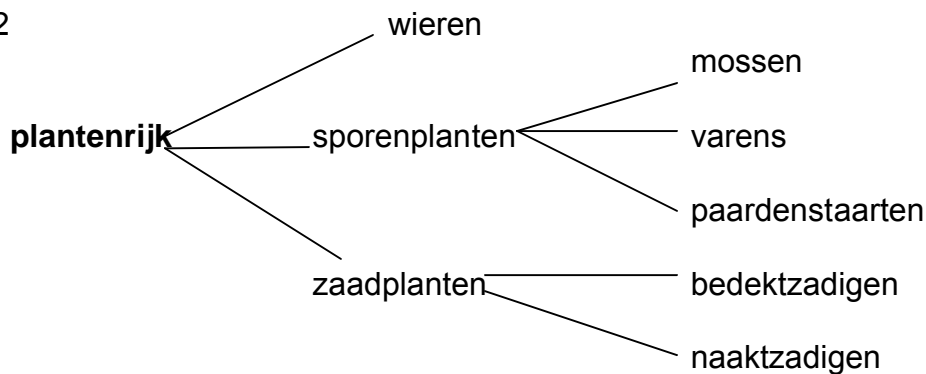 2
wieren
mossen
plantenrijk
sporenplanten
varens
paardenstaarten
zaadplanten
bedektzadigen
naaktzadigen